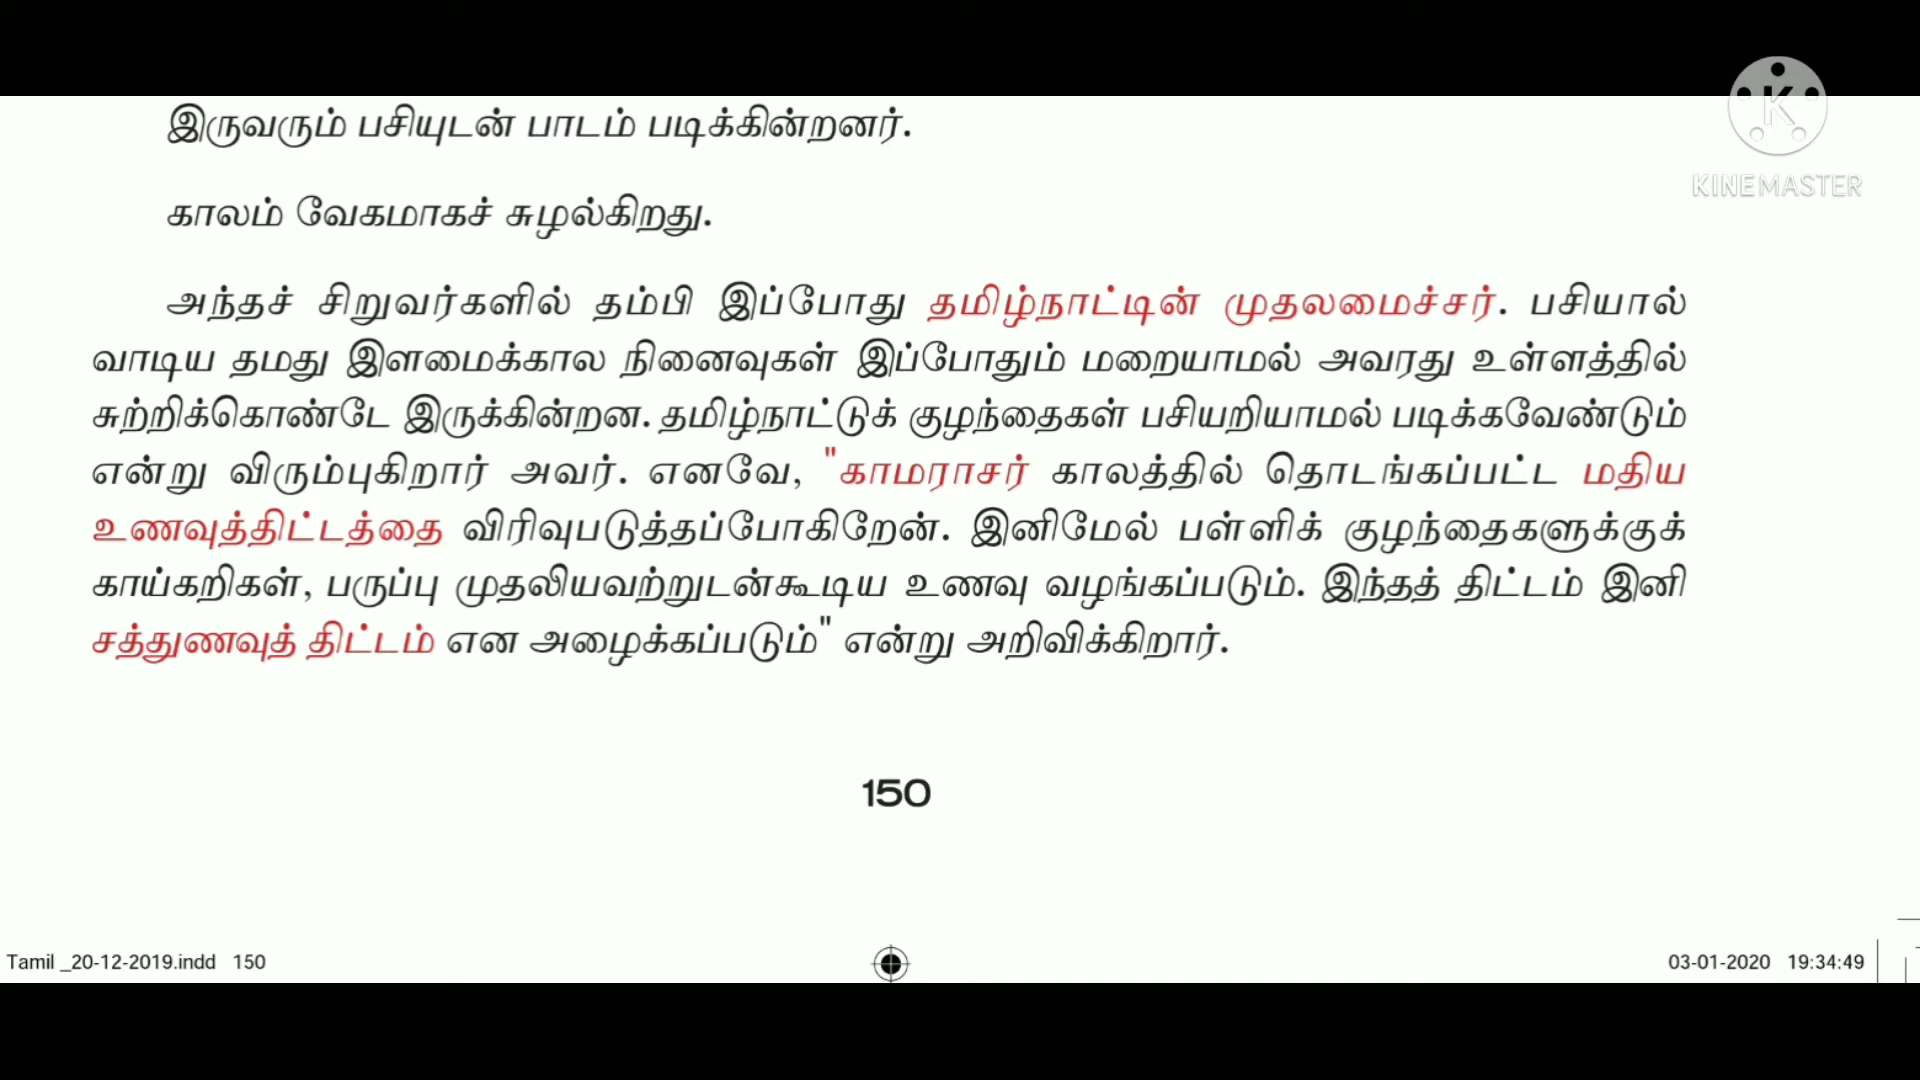 இருவரும் பசியுடன் பாடம் படிக்கின்றனர்.
காலம் வேகமாகச் சுழல்கிறது.
அந்தச் சிறுவர்களில் தம்பி இப்போது தமிழ்நாட்டின் முதலமைச்சர். பசியால்
வாடிய தமது இளமைக்கால நினைவுகள் இப்போதும் மறையாமல் அவரது உள்ளத்தில்
சுற்றிக்கொண்டே இருக்கின்றன. தமிழ்நாட்டுக் குழந்தைகள் பசியறியாமல் படிக்கவேண்டும்
என்று விரும்புகிறார் அவர். எனவே, "காமராசர் காலத்தில் தொடங்கப்பட்ட மதிய
உணவுத்திட்டத்தை விரிவுபடுத்தப்போகிறேன். இனிமேல் பள்ளிக் குழந்தைகளுக்குக்
காய்கறிகள், பருப்பு முதலியவற்றுடன்கூடிய உணவு வழங்கப்படும். இந்தத் திட்டம் இனி
சத்துணவுத் திட்டம் என அழைக்கப்படும்" என்று அறிவிக்கிறார்.
150
Tamil _20-12-2019.indd 150
03-01-2020 19:34:49
K
KINEMASTER